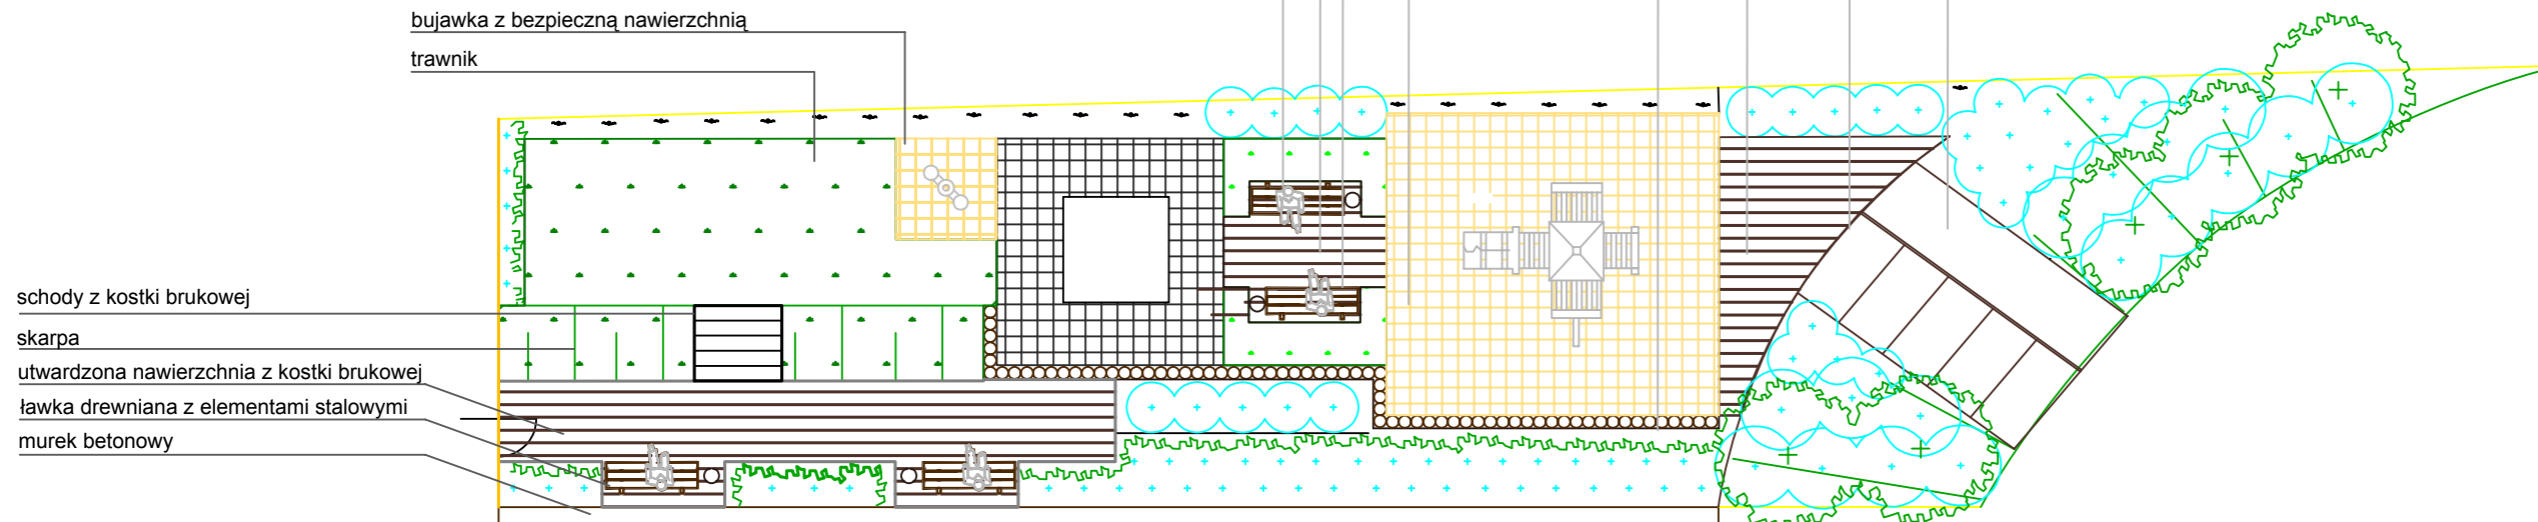 bujawka z bezpieczną nawierzchnią
trawnik
schody z kostki brukowej
skarpa
utwardzona nawierzchnia z kostki brukowej
ławka drewniana z elementami stalowymi
murek betonowy